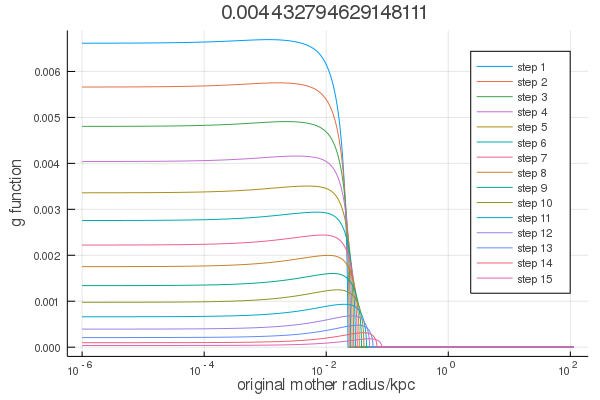 0.004432794629148111
g function
0.006
0.005
0.004
0.003
0.002
0.001
0.000
step 1
step 2
step 3
step 4
step 5
step 6
step 7
step 8
step 9
step 10
step 11
step 12
step 13
step 14
step 15
10^-6 10^-4 10^-2 10^0 10^2
original mother radius/kpc